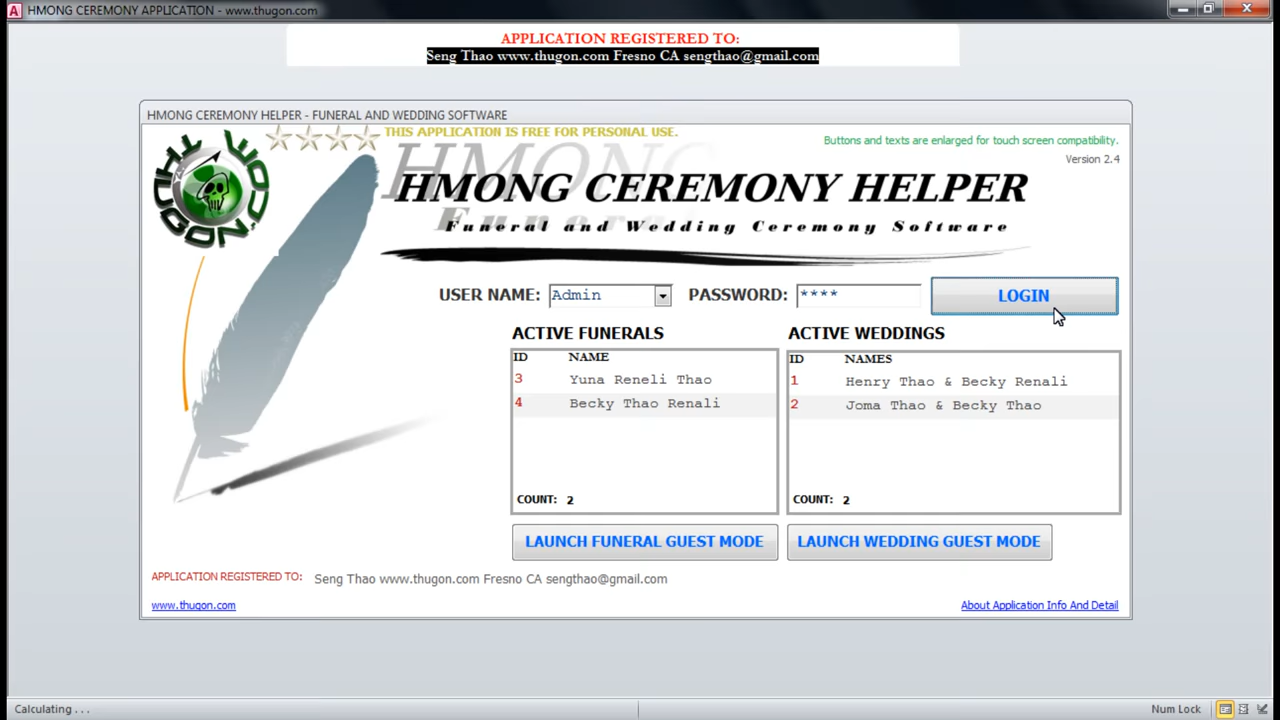 HMONG CEREMONY APPLICATION - www.thugon.com
APPLICATION REGISTERED TO:
Seng Thao www.thugon.com Fresno CA sengthao@gmail.com
HMONG CEREMONY HELPER - FUNERAL AND WEDDING SOFTWARE
THIS APPLICATION IS FREE FOR PERSONAL USE.
Buttons and texts are enlarged for touch screen compatibility.
Version 2.4
HMONG
HMONG CEREMONY HELPER
Funeral
Funeral and Wedding Ceremony Software
USER NAME: Admin PASSWORD: **** LOGIN
ACTIVE FUNERALS
ID NAME
3 Yuna Reneli Thao
4 Becky Thao Renali
COUNT: 2
ACTIVE WEDDINGS
ID NAMES
1 Henry Thao & Becky Renali
2 Joma Thao & Becky Thao
COUNT: 2
LAUNCH FUNERAL GUEST MODE LAUNCH WEDDING GUEST MODE
APPLICATION REGISTERED TO: Seng Thao www.thugon.com Fresno CA sengthao@gmail.com
www.thugon.com About Application Info And Detail
Calculating . . . Num Lock